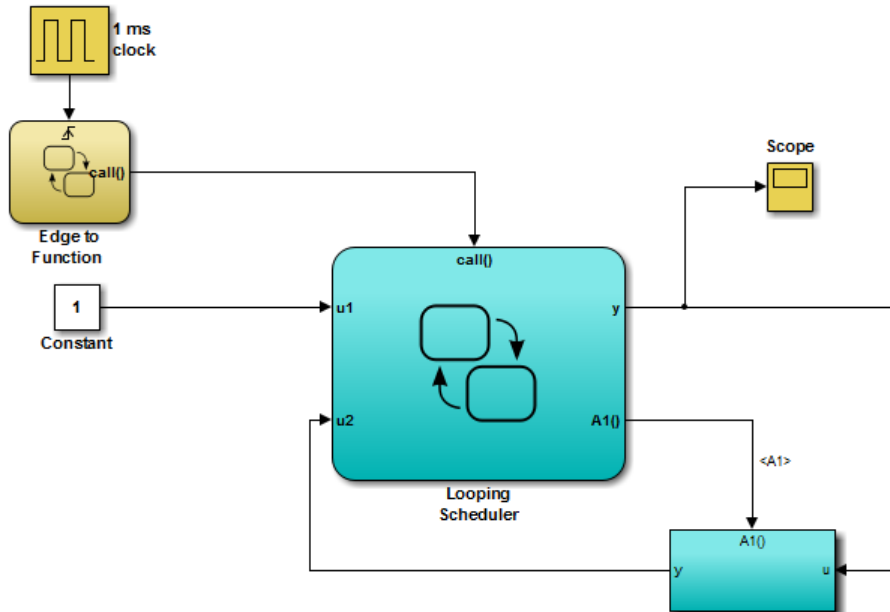 1 ms
clock
call()
Edge to
Function
Scope
call()
1
Constant
u1
y
u2
A1()
<A1>
Looping
Scheduler
A1()
y
u